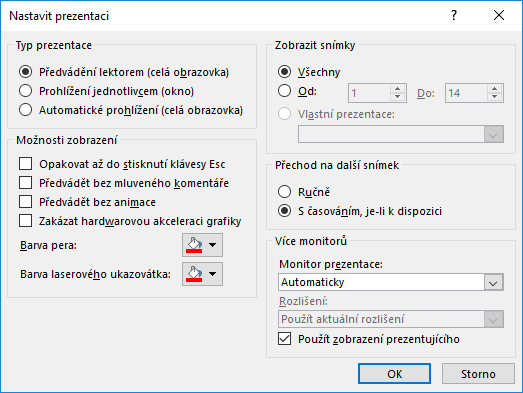 Nastavit prezentaci
Typ prezentace
Předvádění lektorem (celá obrazovka)
Prohlížení jednotlivcem (okno)
Automatické prohlížení (celá obrazovka)
Možnosti zobrazení
Opakovat až do stisknutí klávesy Esc
Předvádět bez mluveného komentáře
Předvádět bez animace
Zakázat hardwarovou akceleraci grafiky
Barva pera:
Barva laserového ukazovátka:
Zobrazit snímky
Všechny
Od: 1 Do: 14
Vlastní prezentace:
Přechod na další snímek
Ručně
S časováním, je-li k dispozici
Více monitorů
Monitor prezentace:
Automaticky
Rozlišení:
Použít aktuální rozlišení
Použít zobrazení prezentujícího
OK Storno